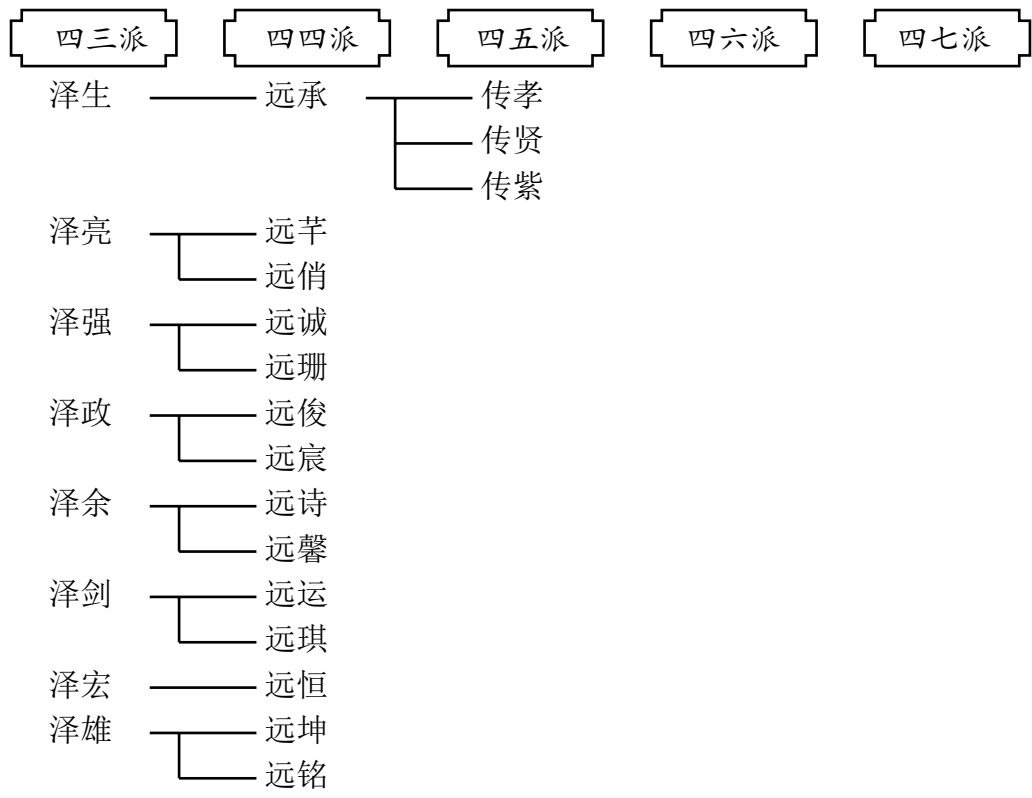 四三派 四四派 四五派 四六派 四七派
泽生 远承 传孝
传贤
传紫
泽亮 远芊
远俏
泽强 远诚
远珊
泽政 远俊
远宸
泽余 远诗
远馨
泽剑 远运
远琪
泽宏 远恒
泽雄 远坤
远铭